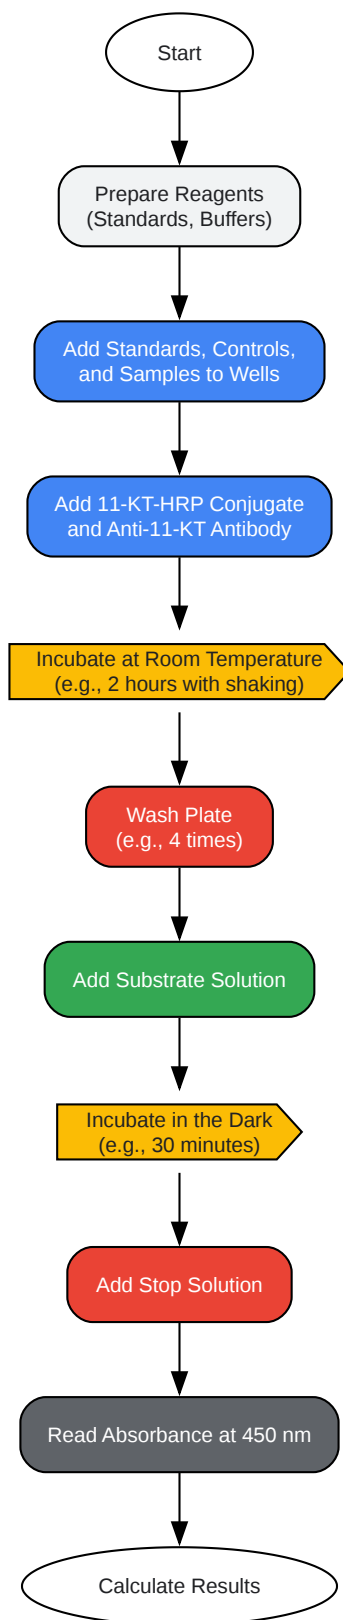 Start
Prepare Reagents
(Standards, Buffers)
Add Standards, Controls,
and Samples to Wells
Add 11-KT-HRP Conjugate
and Anti-11-KT Antibody
Incubate at Room Temperature
(e.g., 2 hours with shaking)
Wash Plate
(e.g., 4 times)
Add Substrate Solution
Incubate in the Dark
(e.g., 30 minutes)
Add Stop Solution
Read Absorbance at 450 nm
Calculate Results